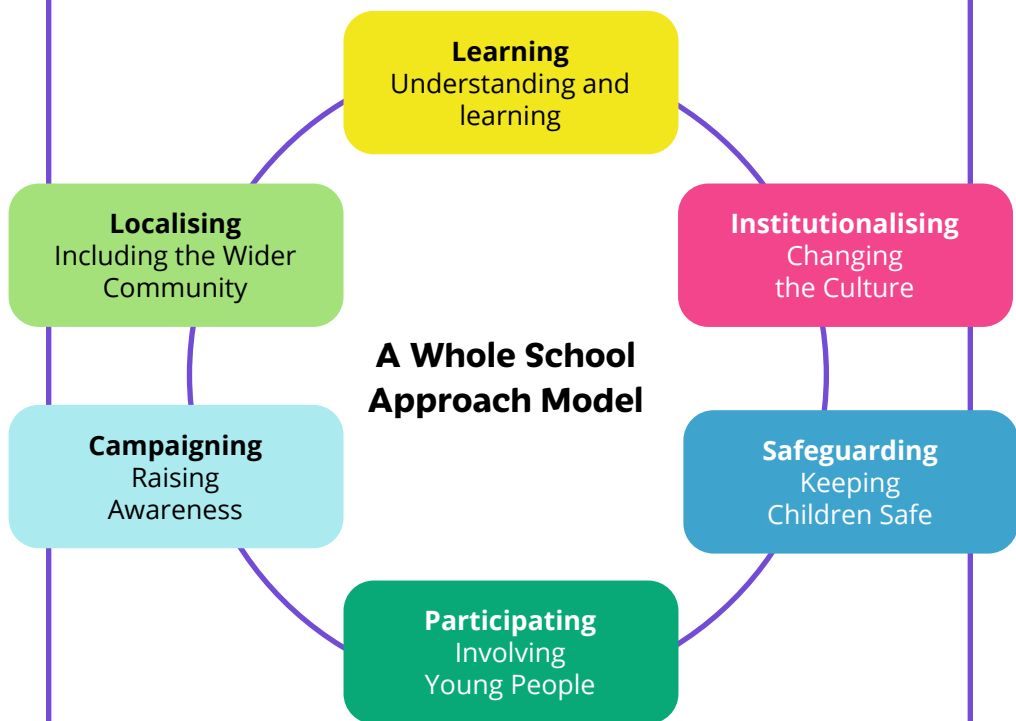 Learning
Understanding and
learning
Institutionalising
Changing
the Culture
Safeguarding
Keeping
Children Safe
Participating
Involving
Young People
Campaigning
Raising
Awareness
Localising
Including the Wider
Community
A Whole School
Approach Model